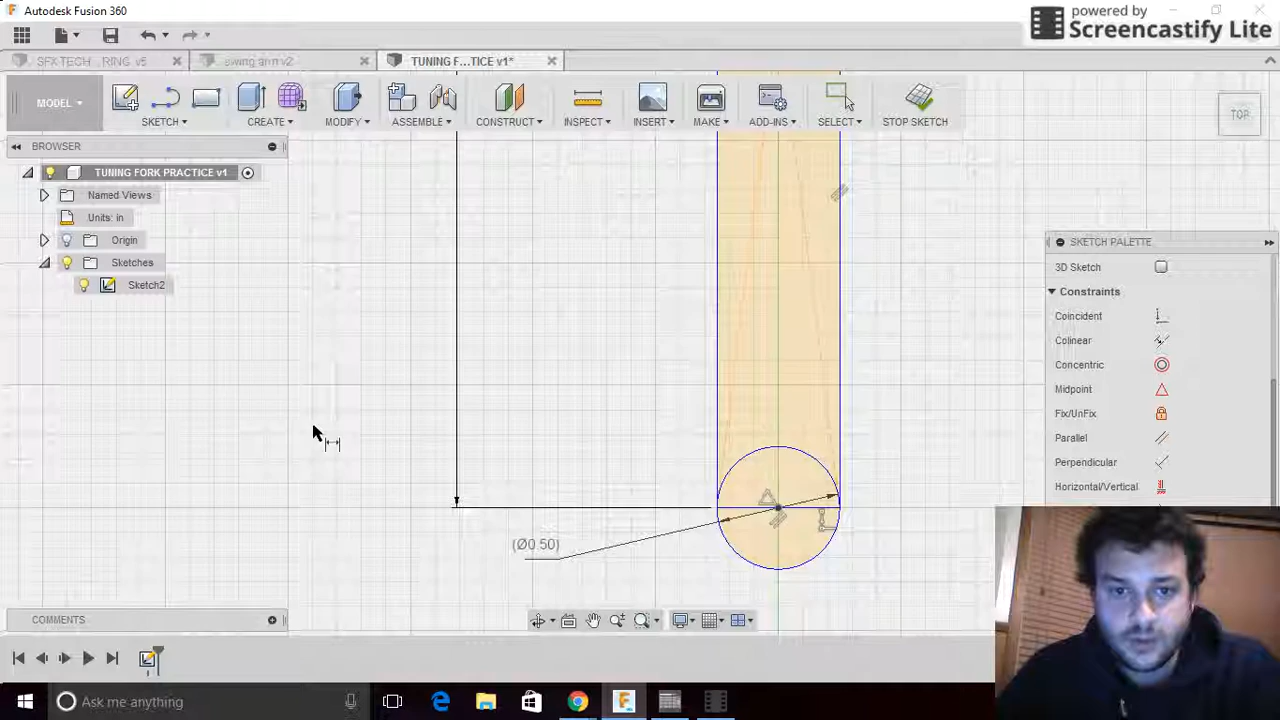 Autodesk Fusion 360
powered by
Screencastify Lite
SFX TECH _RING_v5
swing arm v2
TUNING F...TICE v1*
MODEL
SKETCH
CREATE
MODIFY
ASSEMBLE
CONSTRUCT
INSPECT
INSERT
MAKE
ADD-INS
SELECT
STOP SKETCH
TOP
BROWSER
TUNING FORK PRACTICE v1
Named Views
Units: in
Origin
Sketches
Sketch2
SKETCH PALETTE
3D Sketch
Constraints
Coincident
Colinear
Concentric
Midpoint
Fix/UnFix
Parallel
Perpendicular
Horizontal/Vertical
(Ø0.50)
COMMENTS
Ask me anything